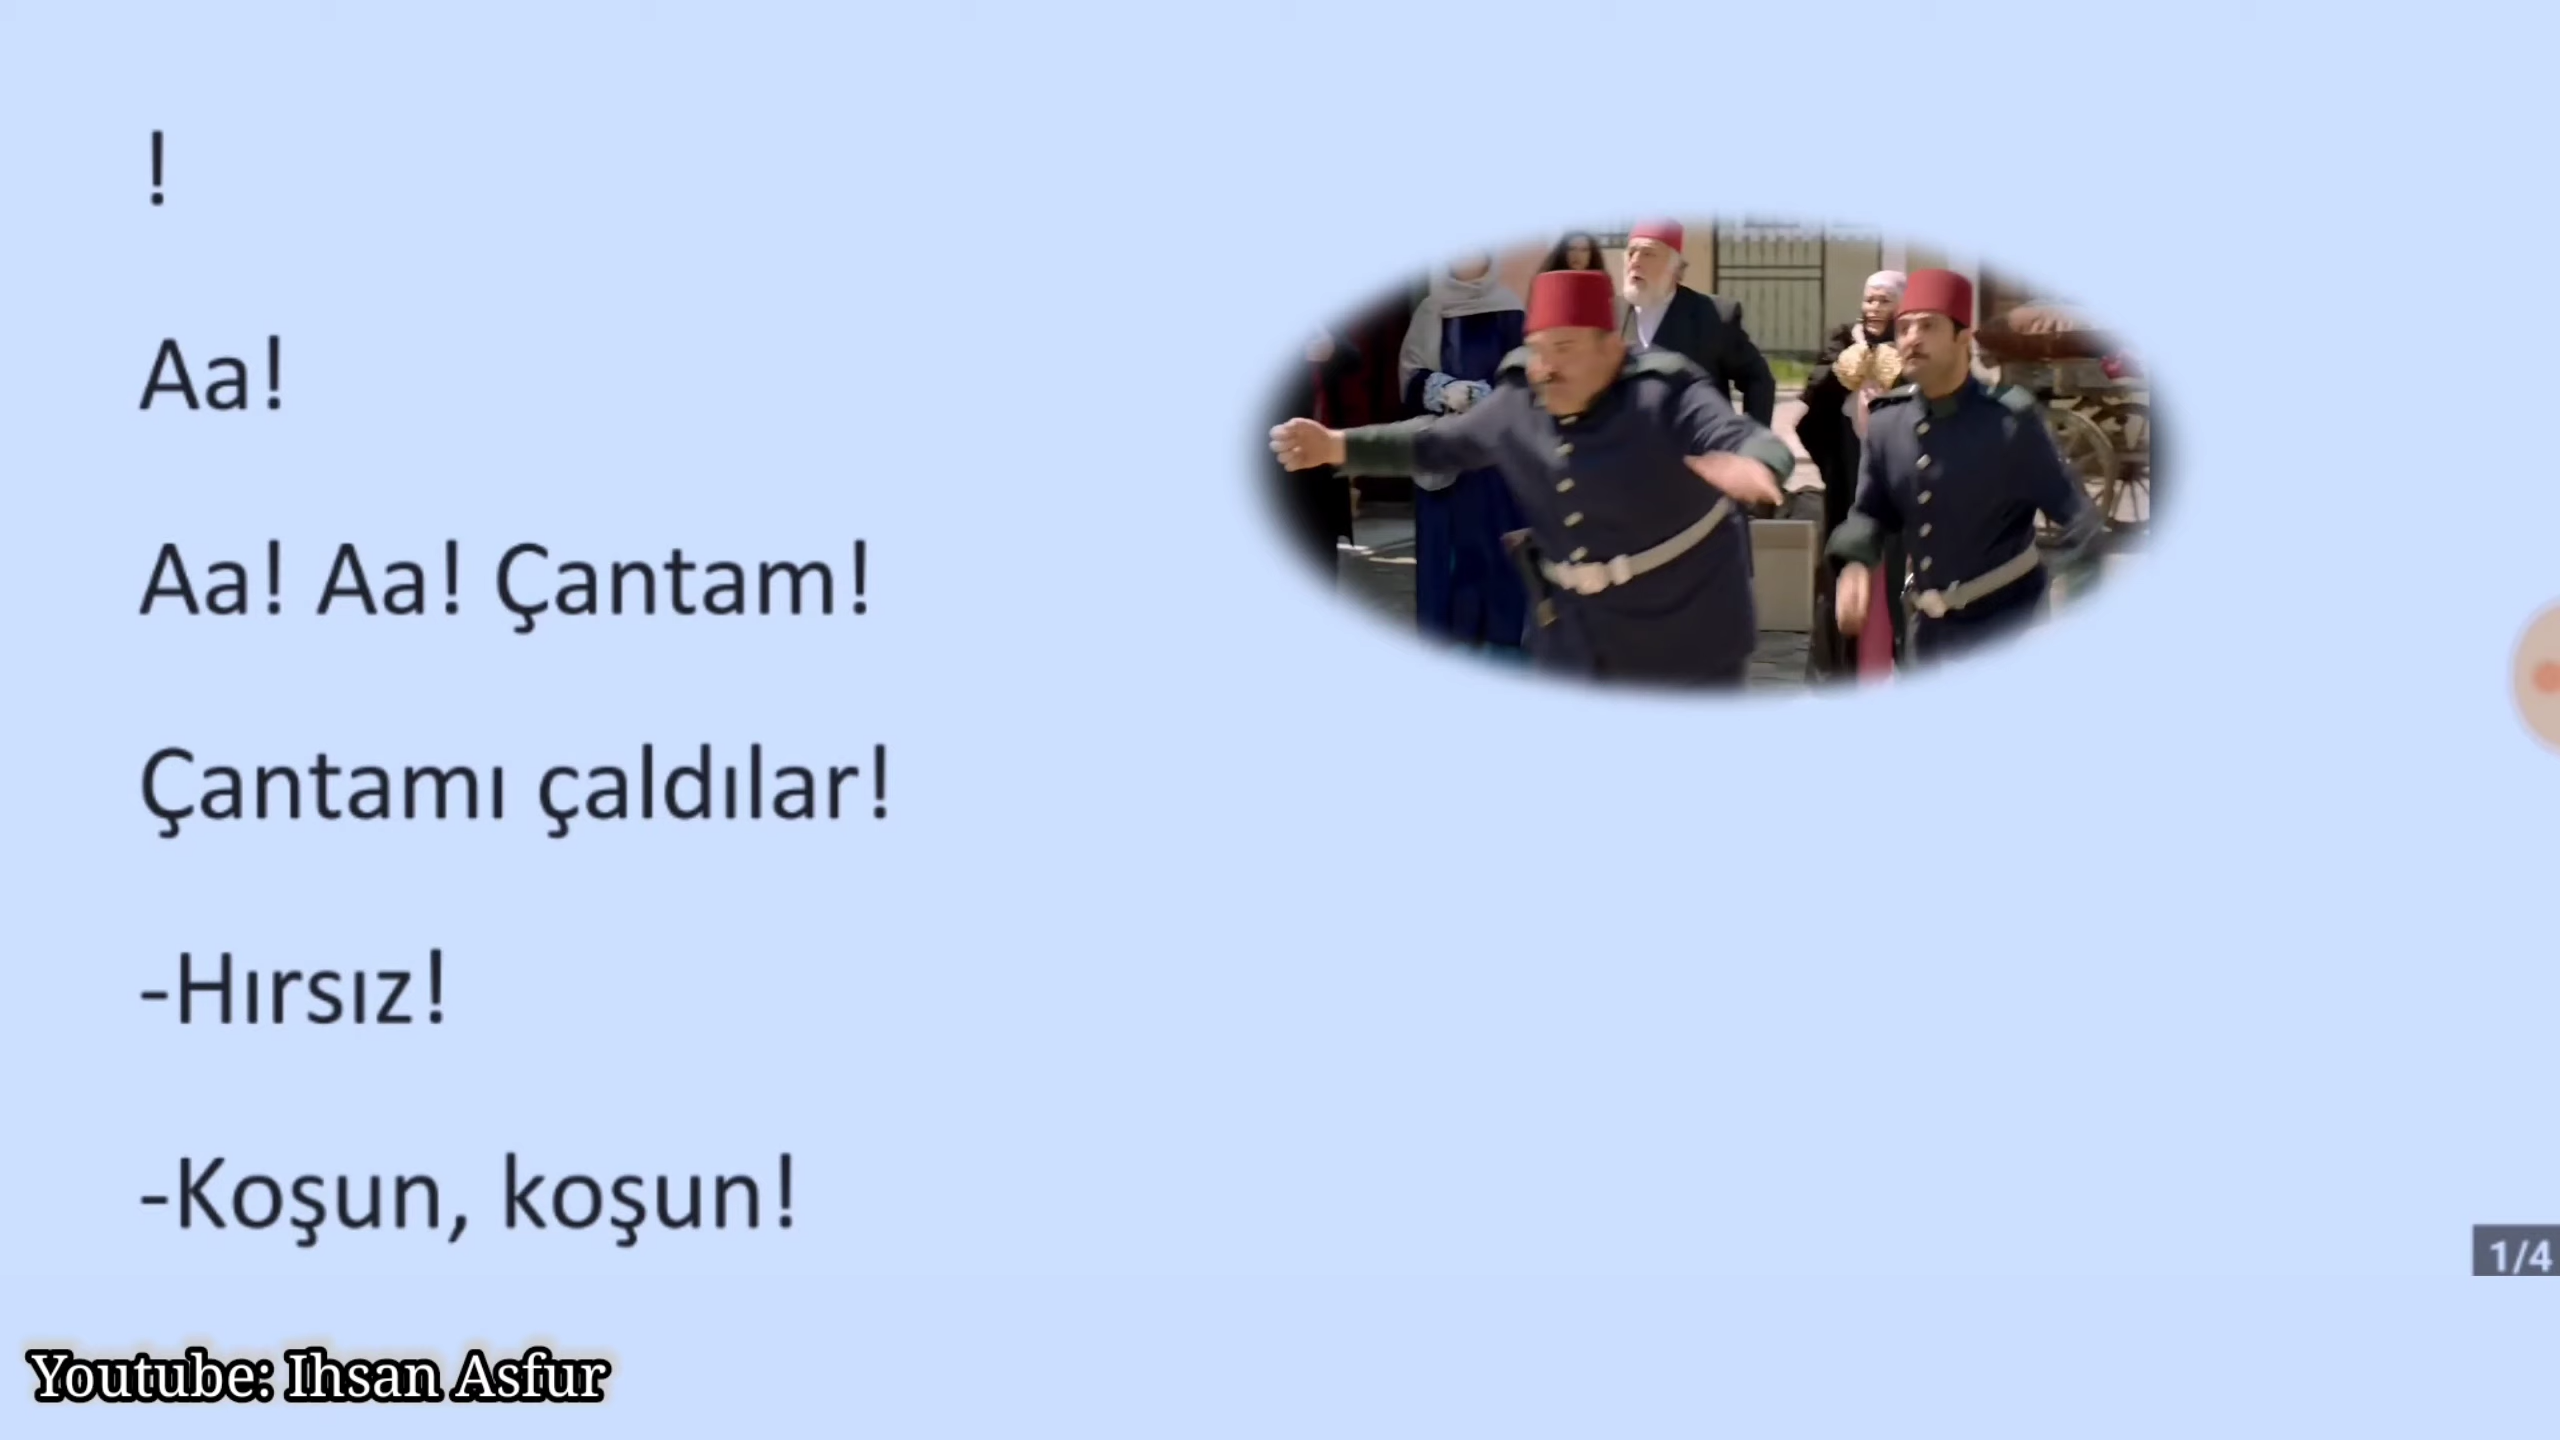 !
Aa!
Aa! Aa! Çantam!
Çantamı çaldılar!
-Hırsız!
-Koşun, koşun!
1/4
Youtube: Ihsan Asfur